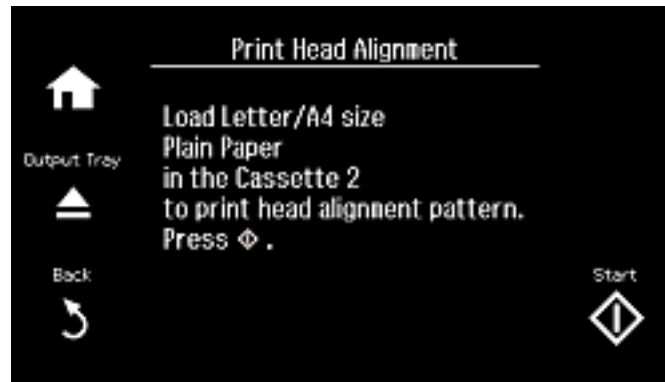 Print Head Alignment
Load Letter/A4 size
Output Tray
Plain Paper
in the Cassette 2
to print head alignment pattern.
Press ⟐ .
Back
Start